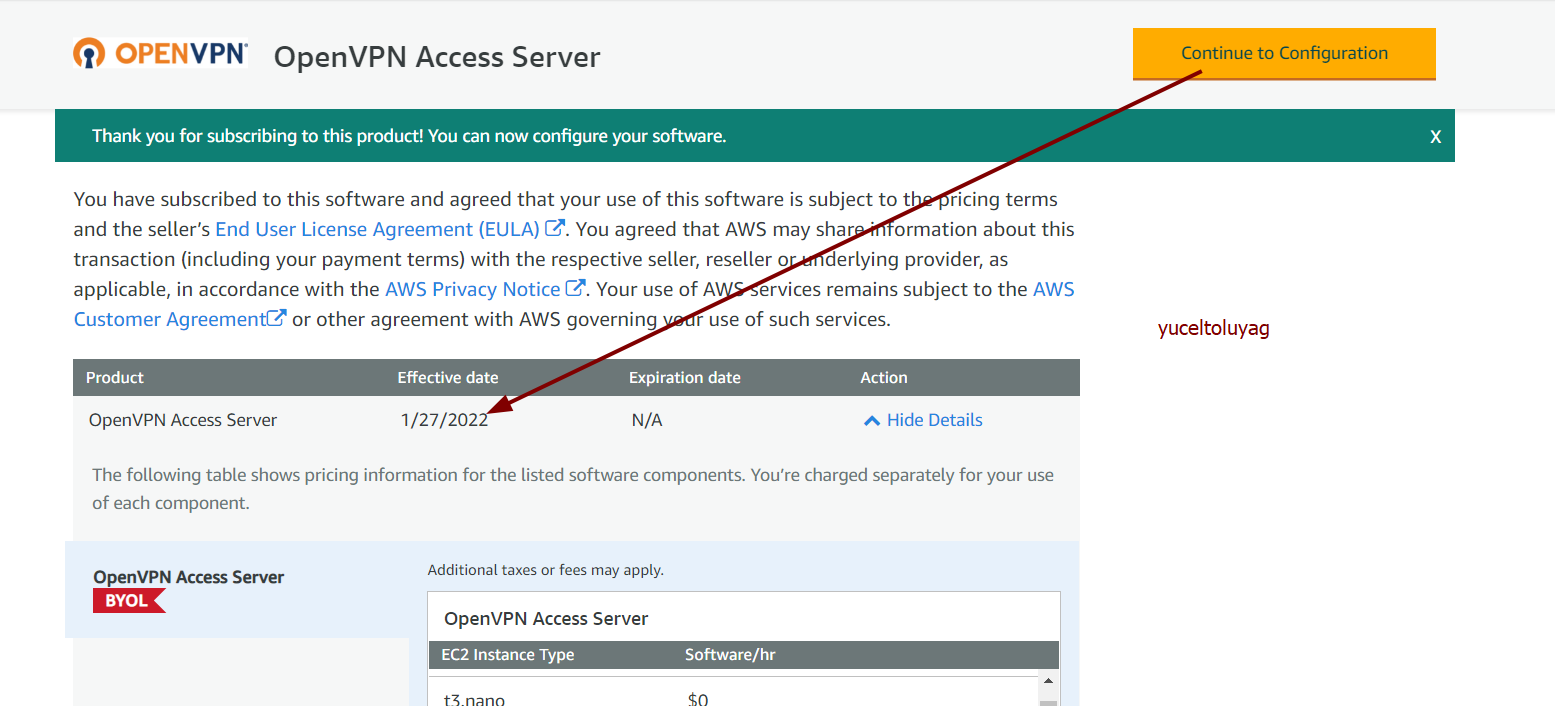 OPENVPN OpenVPN Access Server Continue to Configuration
Thank you for subscribing to this product! You can now configure your software. X
You have subscribed to this software and agreed that your use of this software is subject to the pricing terms
and the seller's End User License Agreement (EULA). You agreed that AWS may share information about this
transaction (including your payment terms) with the respective seller, reseller or underlying provider, as
applicable, in accordance with the AWS Privacy Notice. Your use of AWS services remains subject to the AWS
Customer Agreement or other agreement with AWS governing your use of such services.
yuceltoluyag
Product Effective date Expiration date Action
OpenVPN Access Server 1/27/2022 N/A Hide Details
The following table shows pricing information for the listed software components. You're charged separately for your use
of each component.
OpenVPN Access Server
BYOL
Additional taxes or fees may apply.
OpenVPN Access Server
EC2 Instance Type Software/hr
t3.nano $0